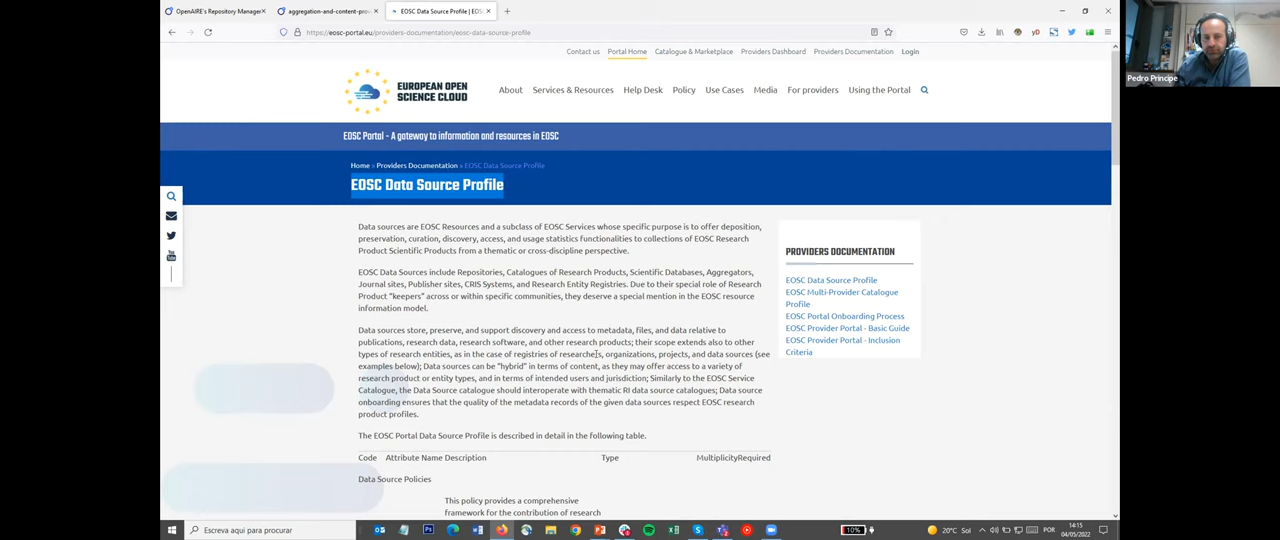 OpenAIRE's Repository Manager
aggregation-and-content-prov
EOSC Data Source Profile | EOS
https://eosc-portal.eu/providers-documentation/eosc-data-source-profile
Pedro Principe
Contact us Portal Home Catalogue & Marketplace Providers Dashboard Providers Documentation Login
EUROPEAN OPEN
SCIENCE CLOUD
About Services & Resources Help Desk Policy Use Cases Media For providers Using the Portal
EOSC Portal - A gateway to information and resources in EOSC
Home » Providers Documentation » EOSC Data Source Profile
EOSC Data Source Profile
Data sources are EOSC Resources and a subclass of EOSC Services whose specific purpose is to offer deposition,
preservation, curation, discovery, access, and usage statistics functionalities to collections of EOSC Research
Product Scientific Products from a thematic or cross-discipline perspective.
EOSC Data Sources include Repositories, Catalogues of Research Products, Scientific Databases, Aggregators,
Journal sites, Publisher sites, CRIS Systems, and Research Entity Registries. Due to their special role of Research
Product “keepers” across or within specific communities, they deserve a special mention in the EOSC resource
information model.
Data sources store, preserve, and support discovery and access to metadata, files, and data relative to
publications, research data, research software, and other research products; their scope extends also to other
types of research entities, as in the case of registries of researchers, organizations, projects, and data sources (see
examples below); Data sources can be “hybrid” in terms of content, as they may offer access to a variety of
research product or entity types, and in terms of intended users and jurisdiction; Similarly to the EOSC Service
Catalogue, the Data Source catalogue should interoperate with thematic RI data source catalogues; Data source
onboarding ensures that the quality of the metadata records of the given data sources respect EOSC research
product profiles.
The EOSC Portal Data Source Profile is described in detail in the following table.
Code Attribute Name Description Type MultiplicityRequired
Data Source Policies
This policy provides a comprehensive
framework for the contribution of research
PROVIDERS DOCUMENTATION
EOSC Data Source Profile
EOSC Multi-Provider Catalogue
Profile
EOSC Portal Onboarding Process
EOSC Provider Portal - Basic Guide
EOSC Provider Portal - Inclusion
Criteria
Escreva aqui para procurar
10%
20°C Sol
POR
14:15
04/05/2022